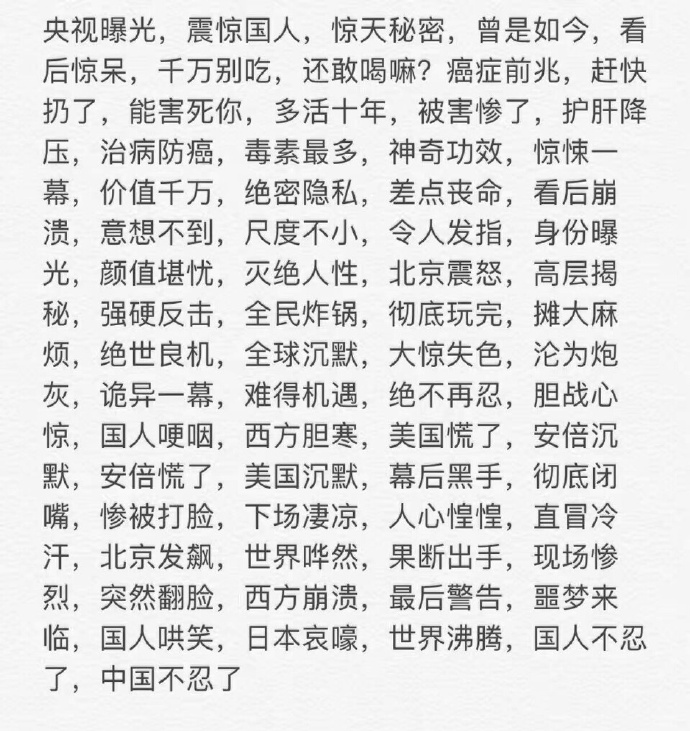 央视曝光，震惊国人，惊天秘密，曾是如今，看
后惊呆，千万别吃，还敢喝嘛？癌症前兆，赶快
扔了，能害死你，多活十年，被害惨了，护肝降
压，治病防癌，毒素最多，神奇功效，惊悚一
幕，价值千万，绝密隐私，差点丧命，看后崩
溃，意想不到，尺度不小，令人发指，身份曝
光，颜值堪忧，灭绝人性，北京震怒，高层揭
秘，强硬反击，全民炸锅，彻底玩完，摊大麻
烦，绝世良机，全球沉默，大惊失色，沦为炮
灰，诡异一幕，难得机遇，绝不再忍，胆战心
惊，国人哽咽，西方胆寒，美国慌了，安倍沉
默，安倍慌了，美国沉默，幕后黑手，彻底闭
嘴，惨被打脸，下场凄凉，人心惶惶，直冒冷
汗，北京发飙，世界哗然，果断出手，现场惨
烈，突然翻脸，西方崩溃，最后警告，噩梦来
临，国人哄笑，日本哀嚎，世界沸腾，国人不忍
了，中国不忍了